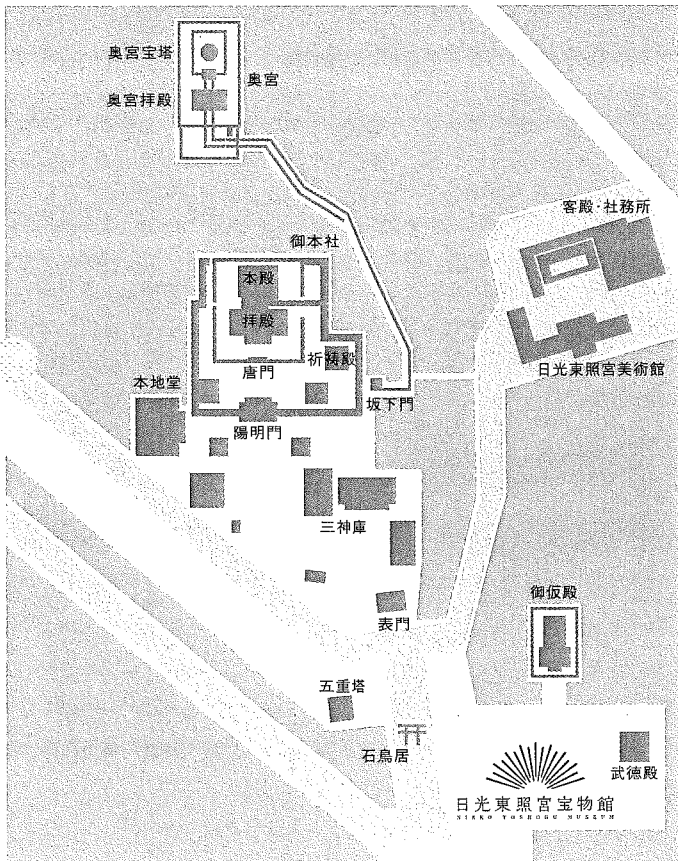 奥宮宝塔
奥宮
奥宮拝殿
客殿・社務所
御本社
本殿
拝殿
祈祷殿
唐門
日光東照宮美術館
本地堂
坂下門
陽明門
三神庫
御仮殿
表門
五重塔
石鳥居
武徳殿
日光東照宮宝物館
NIKKO TOSHOGU MUSEUM